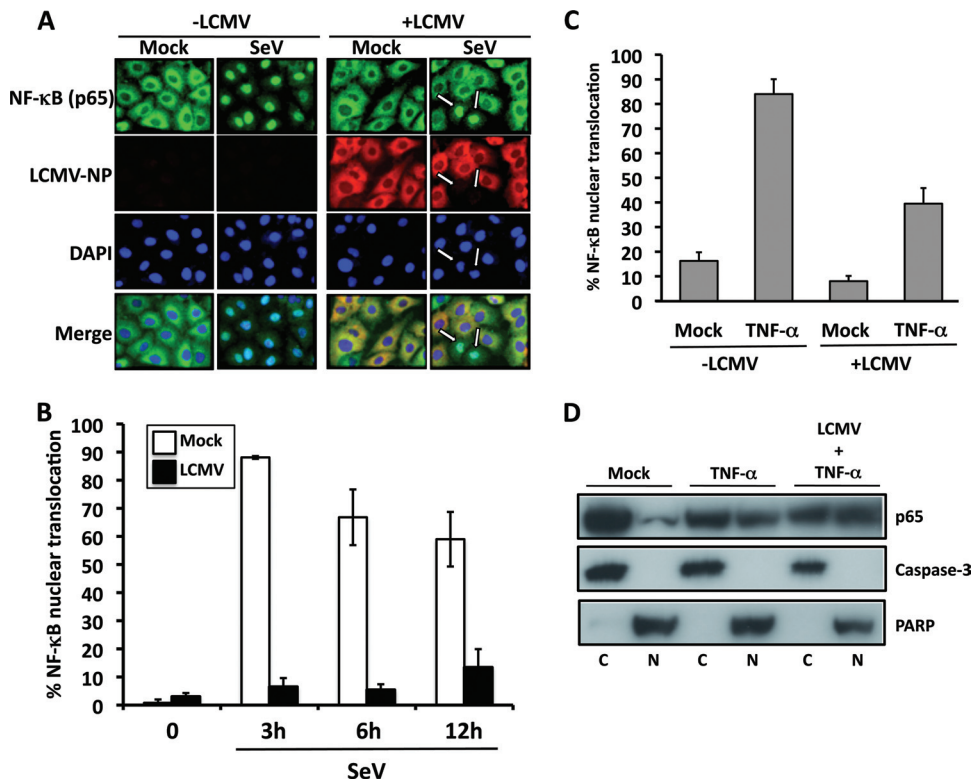 A
-LCMV
+LCMV
Mock
SeV
Mock
SeV
NF-κB (p65)
LCMV-NP
DAPI
Merge
B
% NF-κB nuclear translocation
100
90
80
70
60
50
40
30
20
10
0
Mock
LCMV
0
3h
6h
12h
SeV
C
% NF-κB nuclear translocation
100
90
80
70
60
50
40
30
20
10
0
Mock
TNF-α
Mock
TNF-α
-LCMV
+LCMV
D
Mock
TNF-α
LCMV
+
TNF-α
p65
Caspase-3
PARP
C
N
C
N
C
N